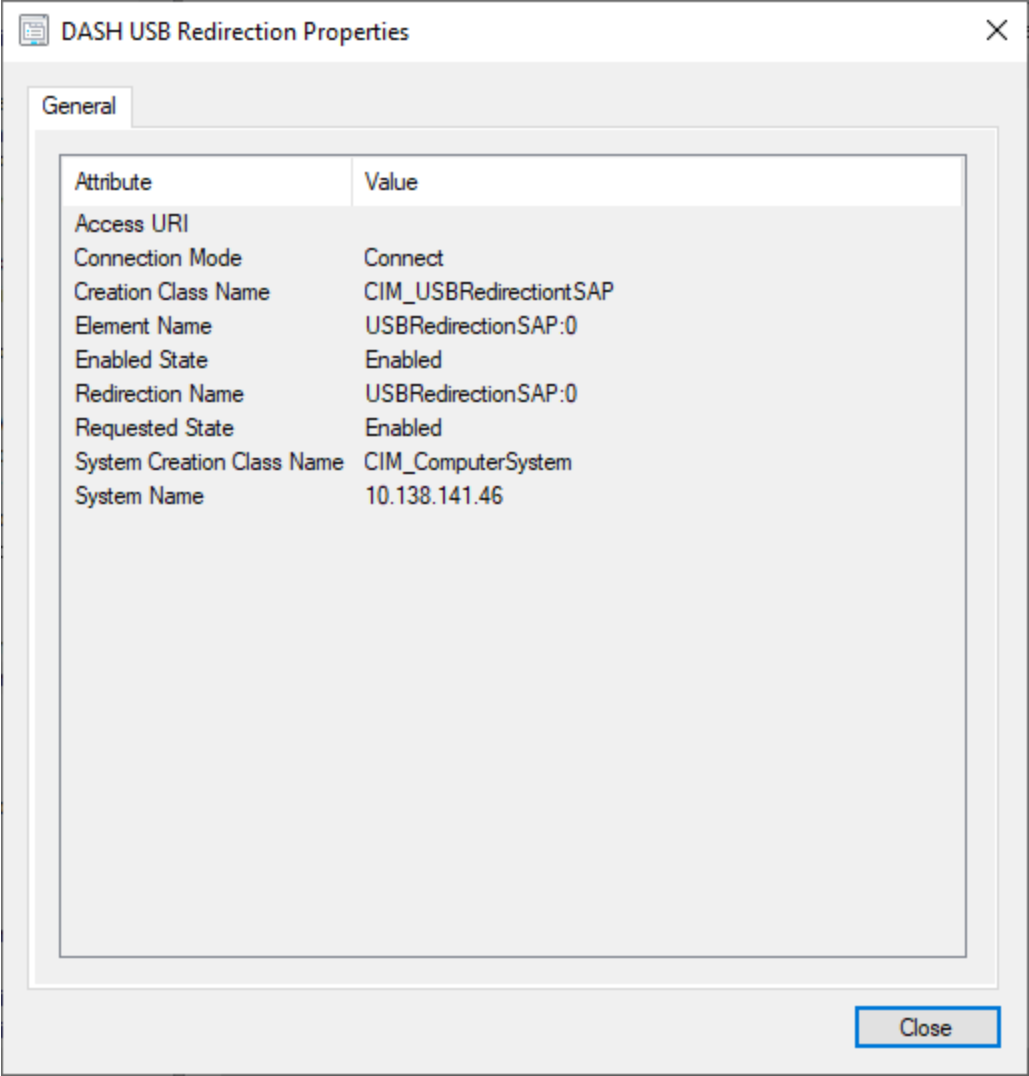 DASH USB Redirection Properties
General
Attribute Value
Access URI
Connection Mode Connect
Creation Class Name CIM_USBRedirectiontSAP
Element Name USBRedirectionSAP:0
Enabled State Enabled
Redirection Name USBRedirectionSAP:0
Requested State Enabled
System Creation Class Name CIM_ComputerSystem
System Name 10.138.141.46
Close